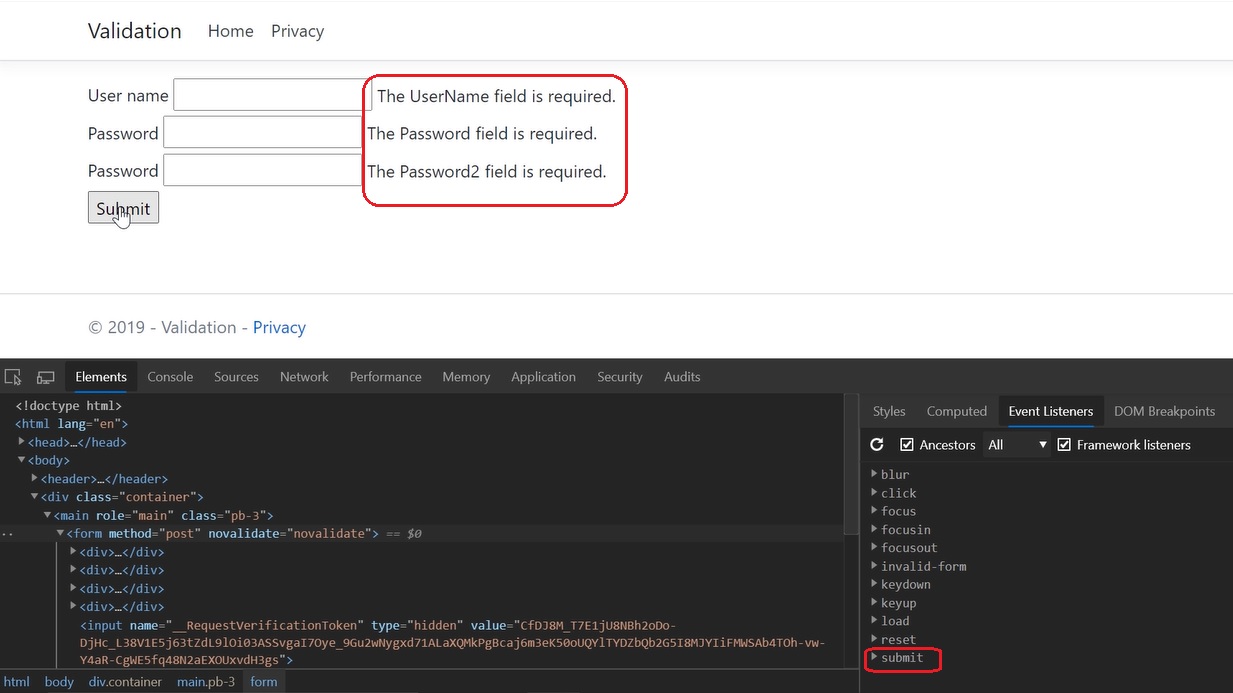 Validation Home Privacy
User name The UserName field is required.
Password The Password field is required.
Password The Password2 field is required.
Submit
© 2019 - Validation - Privacy
Elements Console Sources Network Performance Memory Application Security Audits
<!doctype html>
<html lang="en">
<head>…</head>
<body>
<header>…</header>
<div class="container">
<main role="main" class="pb-3">
<form method="post" novalidate="novalidate"> == $0
<div>…</div>
<div>…</div>
<div>…</div>
<div>…</div>
<input name="__RequestVerificationToken" type="hidden" value="CfDJ8M_T7E1jU8NBh2oDo-
DjHc_L38V1E5j63tZdL9lOi03ASSvgaI7Oye_9Gu2wNygxd71ALaXQMkPgBcaj6m3eK50oUQYlTYDZbQb2G5I8MJYIiFMWSAb4TOh-vw-
Y4aR-CgWE5fq48N2aEXOUxvdH3gs">
html body div.container main.pb-3 form
Styles Computed Event Listeners DOM Breakpoints
Ancestors All Framework listeners
blur
click
focus
focusin
focusout
invalid-form
keydown
keyup
load
reset
submit